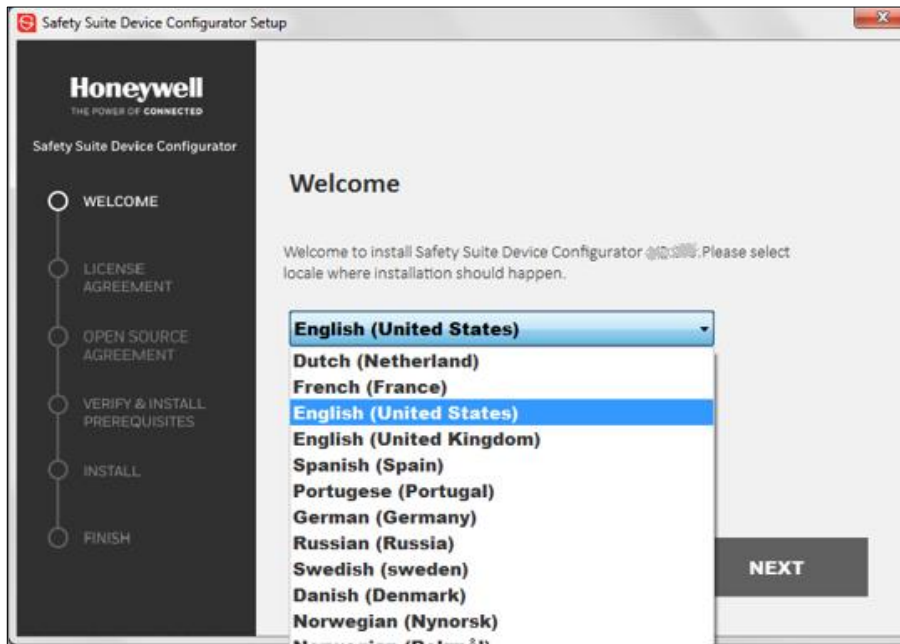 Safety Suite Device Configurator Setup
Honeywell
THE POWER OF CONNECTED
Safety Suite Device Configurator
WELCOME
LICENSE
AGREEMENT
OPEN SOURCE
AGREEMENT
VERIFY & INSTALL
PREREQUISITES
INSTALL
FINISH
Welcome
Welcome to install Safety Suite Device Configurator .Please select
locale where installation should happen.
English (United States)
Dutch (Netherland)
French (France)
English (United States)
English (United Kingdom)
Spanish (Spain)
Portugese (Portugal)
German (Germany)
Russian (Russia)
Swedish (sweden)
Danish (Denmark)
Norwegian (Nynorsk)
Norwegian (Bokmål)
NEXT